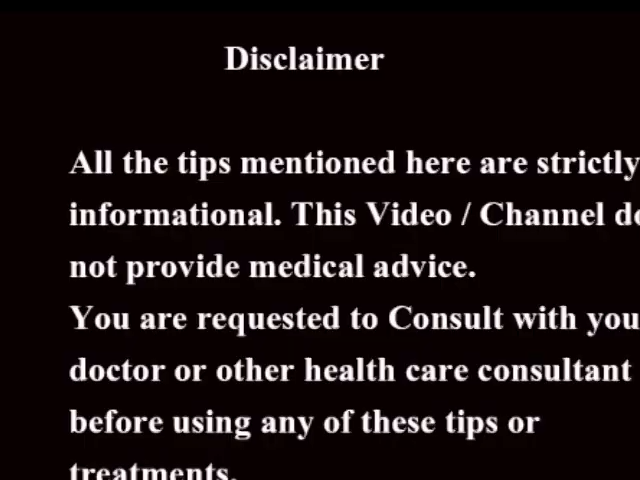 Disclaimer
All the tips mentioned here are strictly
informational. This Video / Channel do
not provide medical advice.
You are requested to Consult with you
doctor or other health care consultant
before using any of these tips or
treatments.